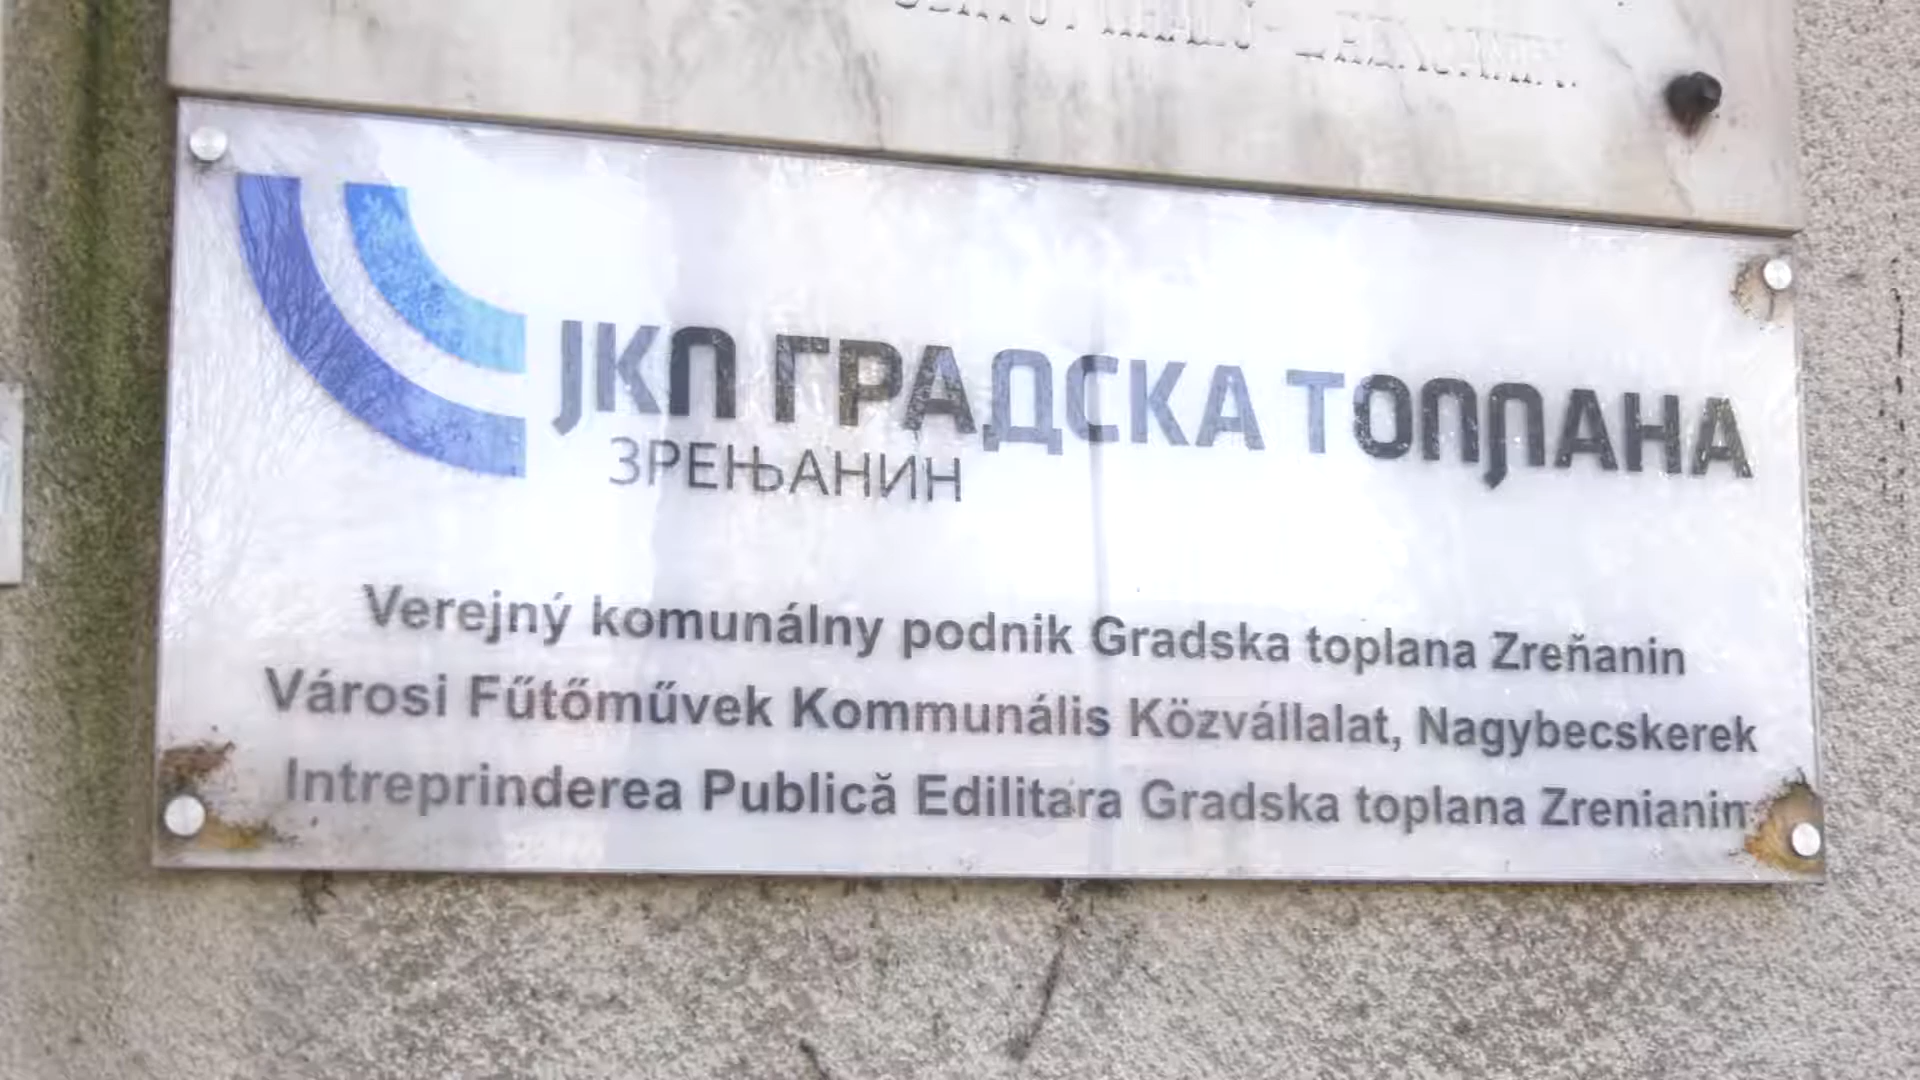 ЈКП ГРАДСКА ТОПЛАНА
ЗРЕЊАНИН
Verejný komunálny podnik Gradska toplana Zreňanin
Városi Fűtőművek Kommunális Közvállalat, Nagybecskerek
Intreprinderea Publică Edilitara Gradska toplana Zrenianin